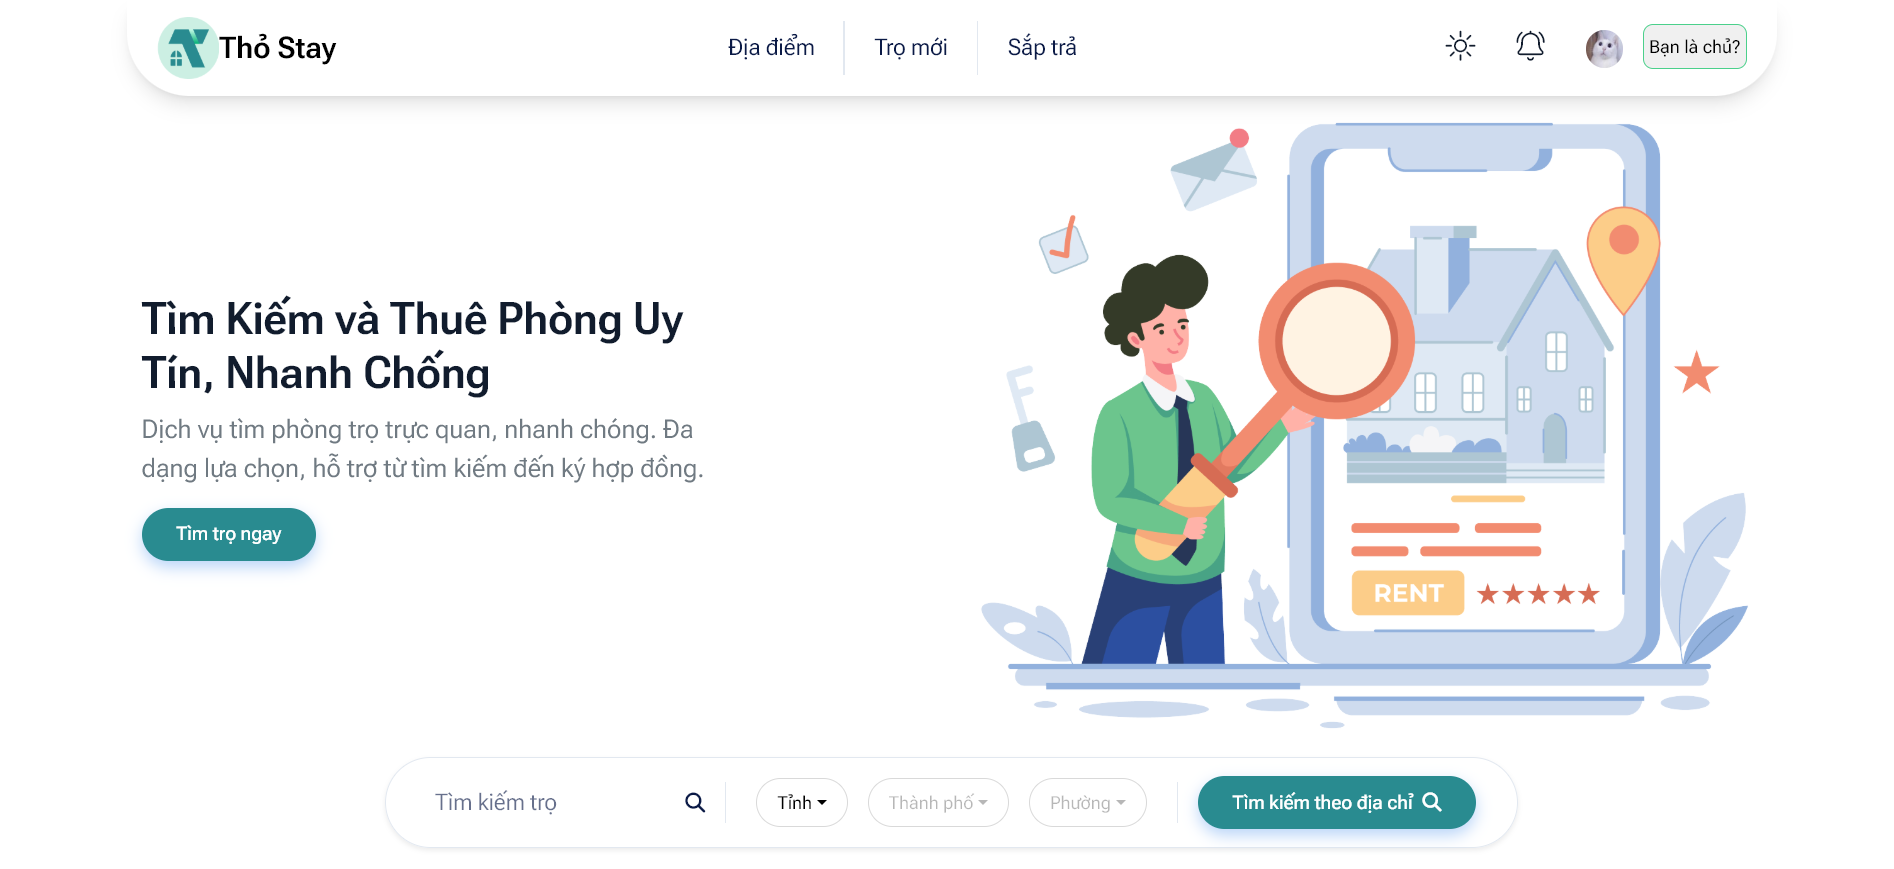 Thỏ Stay
Địa điểm
Trọ mới
Sắp trả
Bạn là chủ?
Tìm Kiếm và Thuê Phòng Uy
Tín, Nhanh Chống
Dịch vụ tìm phòng trọ trực quan, nhanh chóng. Đa
dạng lựa chọn, hỗ trợ từ tìm kiếm đến ký hợp đồng.
Tìm trọ ngay
RENT
Tìm kiếm trọ
Tỉnh
Thành phố
Phường
Tìm kiếm theo địa chỉ